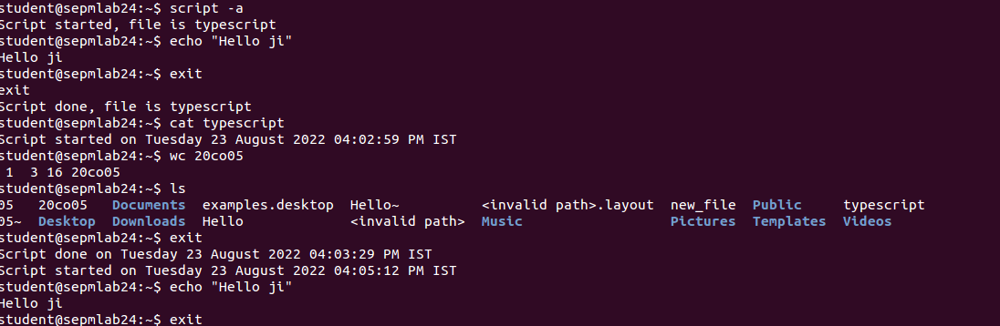 student@sepmlab24:~$ script -a
Script started, file is typescript
student@sepmlab24:~$ echo "Hello ji"
Hello ji
student@sepmlab24:~$ exit
exit
Script done, file is typescript
student@sepmlab24:~$ cat typescript
Script started on Tuesday 23 August 2022 04:02:59 PM IST
student@sepmlab24:~$ wc 20co05
 1  3 16 20co05
student@sepmlab24:~$ ls
05   20co05   Documents  examples.desktop  Hello~          <invalid path>.layout  new_file  Public     typescript
05~  Desktop  Downloads  Hello             <invalid path>  Music                  Pictures  Templates  Videos
student@sepmlab24:~$ exit
Script done on Tuesday 23 August 2022 04:03:29 PM IST
Script started on Tuesday 23 August 2022 04:05:12 PM IST
student@sepmlab24:~$ echo "Hello ji"
Hello ji
student@sepmlab24:~$ exit